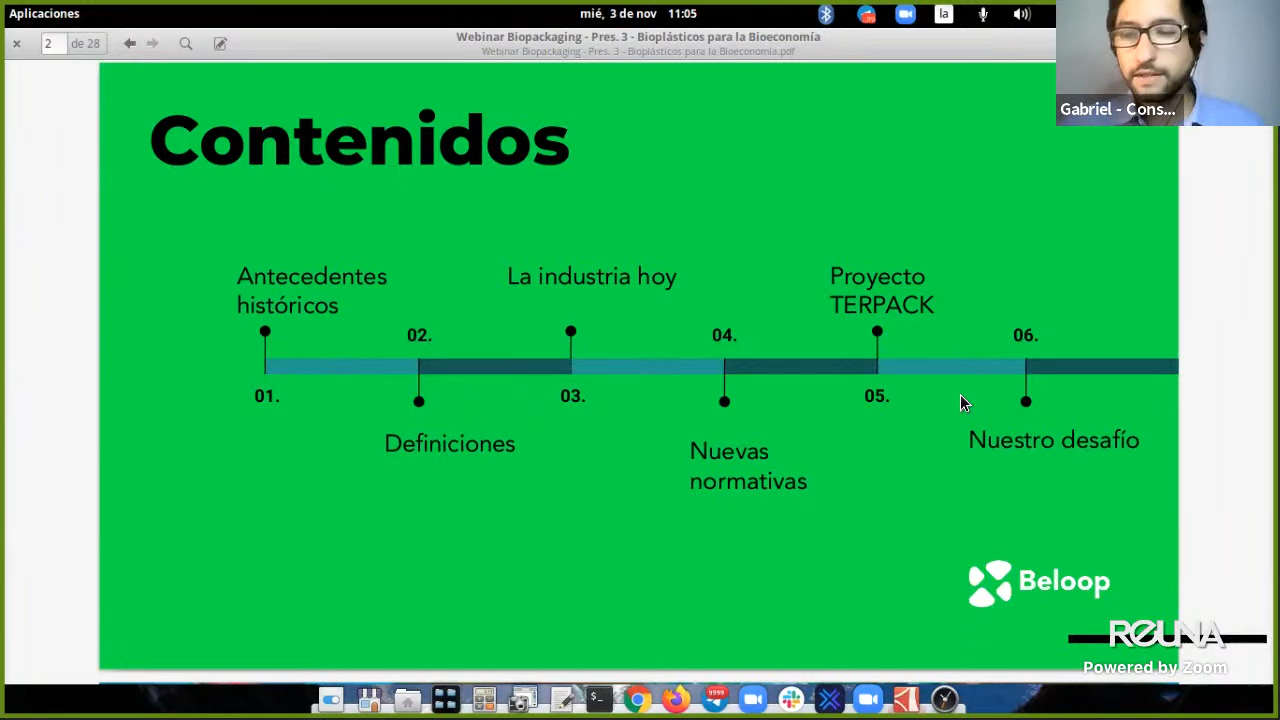 Aplicaciones
mié, 3 de nov 11:05
la
2 de 28
Webinar Biopackaging - Pres. 3 - Bioplásticos para la Bioeconomía
Webinar Biopackaging - Pres. 3 - Bioplásticos para la Bioeconomía.pdf
Gabriel - Cons...
Contenidos
Antecedentes
históricos
La industria hoy
Proyecto
TERPACK
02.
04.
06.
01.
03.
05.
Definiciones
Nuevas
normativas
Nuestro desafío
Beloop
REUNA
Powered by Zoom
9999